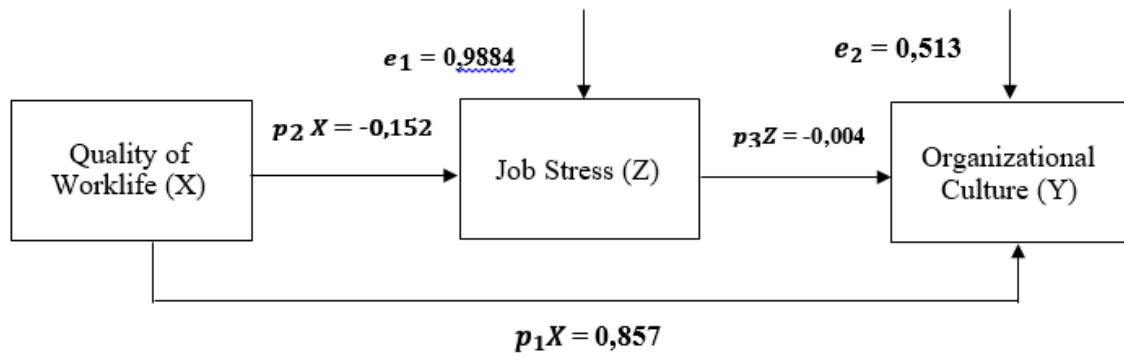 e1 = 0,9884
e2 = 0,513
Quality of
Worklife (X)
p2 X = -0,152
Job Stress (Z)
p3Z = -0,004
Organizational
Culture (Y)
p1X = 0,857